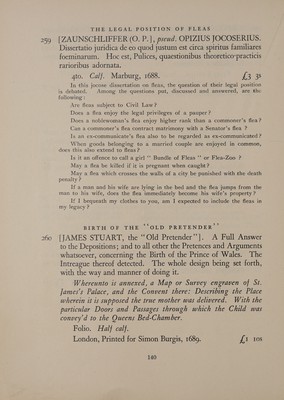 THE LEGAL POSITION OF FLEAS
259 [ZAUNSCHLIFFER (O. P.], pseud. OPIZIUS JOCOSERIUS.
Dissertatio juridica de eo quod justum est circa spiritus familiares
foeminarum. Hoc est, Pulices, quaestionibus theoretico-practicis
rarioribus adornata.
4to. Calf. Marburg, 1688. £3 3s
In this jocose dissertation on fleas, the question of their legal position
is debated. Among the questions put, discussed and answered, are the
following:
Are fleas subject to Civil Law?
Does a flea enjoy the legal privileges of a pauper?
Does a noblewoman's flea enjoy higher rank than a commoner's flea?
Can a commoner's flea contract matrimony with a Senator's flea?
Is an ex-communicate's flea also to be regarded as ex-communicated?
When goods belonging to a married couple are enjoyed in common,
does this also extend to fleas?
Is it an offence to call a girl "Bundle of Fleas" or Flea-Zoo?
May a flea be killed if it is pregnant when caught?
May a flea which crosses the walls of a city be punished with the death
penalty?
If a man and his wife are lying in the bed and the flea jumps from the
man to his wife, does the flea immediately become his wife's property?
If I bequeath my clothes to you, am I expected to include the fleas in
my legacy?
BIRTH OF THE "OLD PRETENDER"
260 [JAMES STUART, the "Old Pretender"]. A Full Answer
to the Depositions; and to all other the Pretences and Arguments
whatsoever, concerning the Birth of the Prince of Wales. The
Intreague thereof detected. The whole design being set forth,
with the way and manner of doing it.
Whereunto is annexed, a Map or Survey engraven of St.
James's Palace, and the Convent there: Describing the Place
wherein it is supposed the true mother was delivered. With the
particular Doors and Passages through which the Child was
convey'd to the Queens Bed-Chamber.
Folio. Half calf.
London, Printed for Simon Burgis, 1689. £1 10s
140